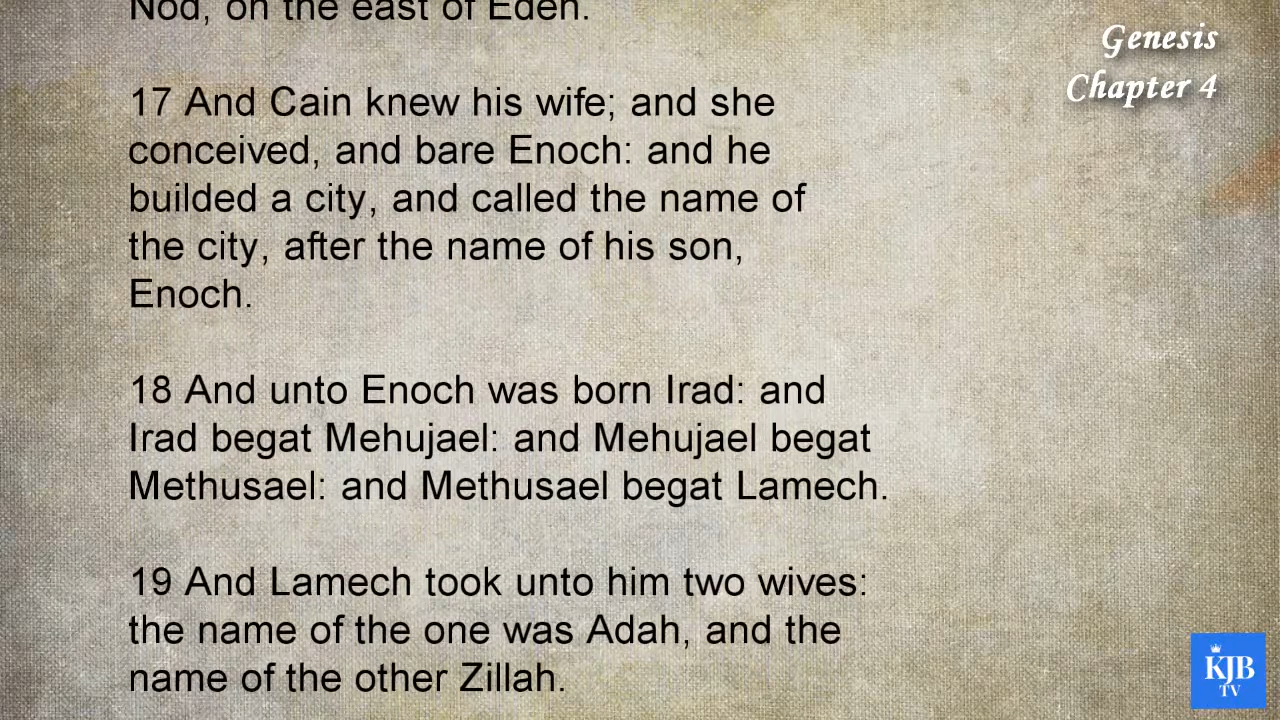 Nod, on the east of Eden.
Genesis
Chapter 4
17 And Cain knew his wife; and she
conceived, and bare Enoch: and he
builded a city, and called the name of
the city, after the name of his son,
Enoch.
18 And unto Enoch was born Irad: and
Irad begat Mehujael: and Mehujael begat
Methusael: and Methusael begat Lamech.
19 And Lamech took unto him two wives:
the name of the one was Adah, and the
name of the other Zillah.
KJB
TV